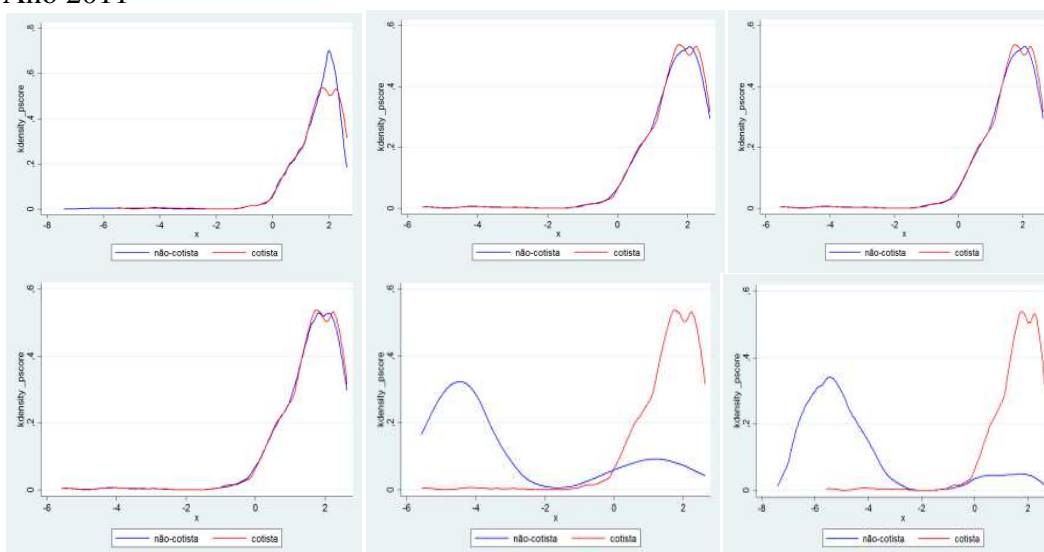 Ano 2011
kdensity _pscore
,8
,6
,4
,2
0
-8 -6 -4 -2 0 2
x
não-cotista cotista
kdensity _pscore
,6
,4
,2
0
-6 -4 -2 0 2
x
não-cotista cotista
kdensity _pscore
,6
,4
,2
0
-6 -4 -2 0 2
x
não-cotista cotista
kdensity _pscore
,6
,4
,2
0
-6 -4 -2 0 2
x
não-cotista cotista
kdensity _pscore
,6
,4
,2
0
-6 -4 -2 0 2
x
não-cotista cotista
kdensity _pscore
,6
,4
,2
0
-8 -6 -4 -2 0 2
x
não-cotista cotista